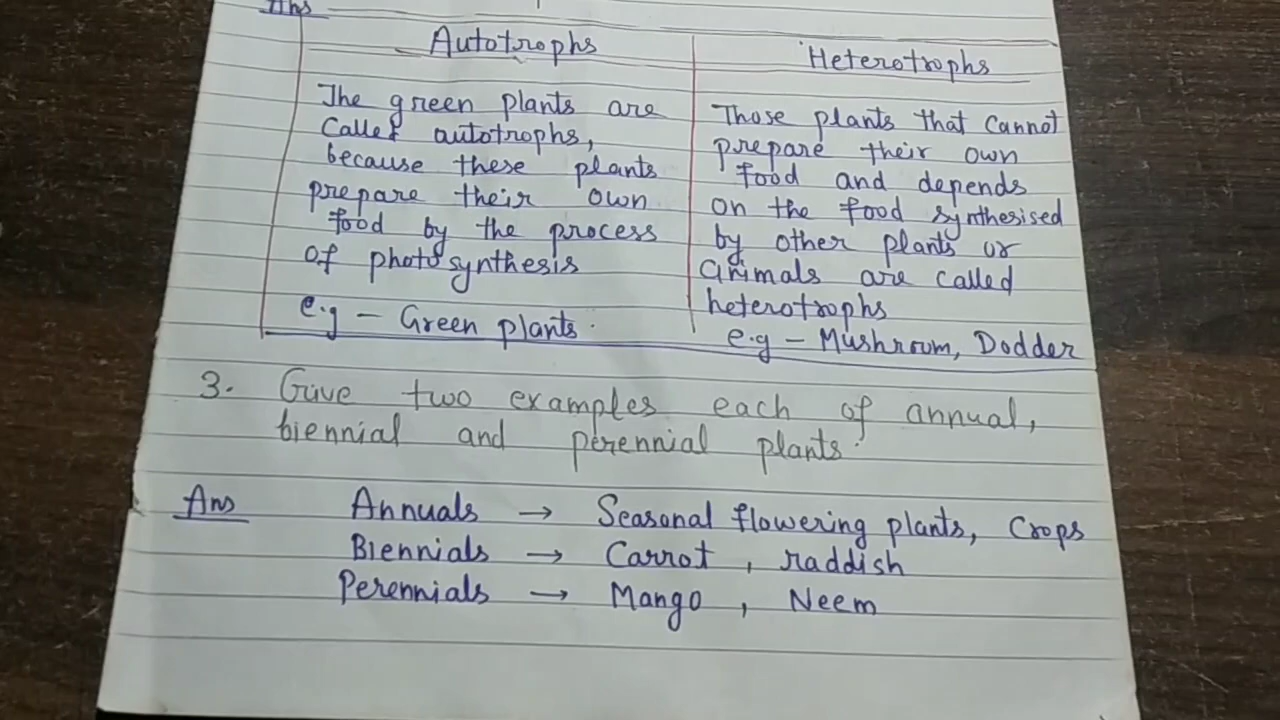 Ans
Autotrophs
The green plants are
Called autotrophs,
because these plants
prepare their own
food by the process
of photosynthesis
e.g – Green plants.
Heterotrophs
Those plants that cannot
prepare their own
food and depends
on the food synthesised
by other plants or
animals are called
heterotrophs
e.g – Mushroom, Dodder
3. Give two examples each of annual,
biennial and perennial plants.
Ans Annuals → Seasonal flowering plants, Crops
Biennials → Carrot, raddish
Perennials → Mango, Neem